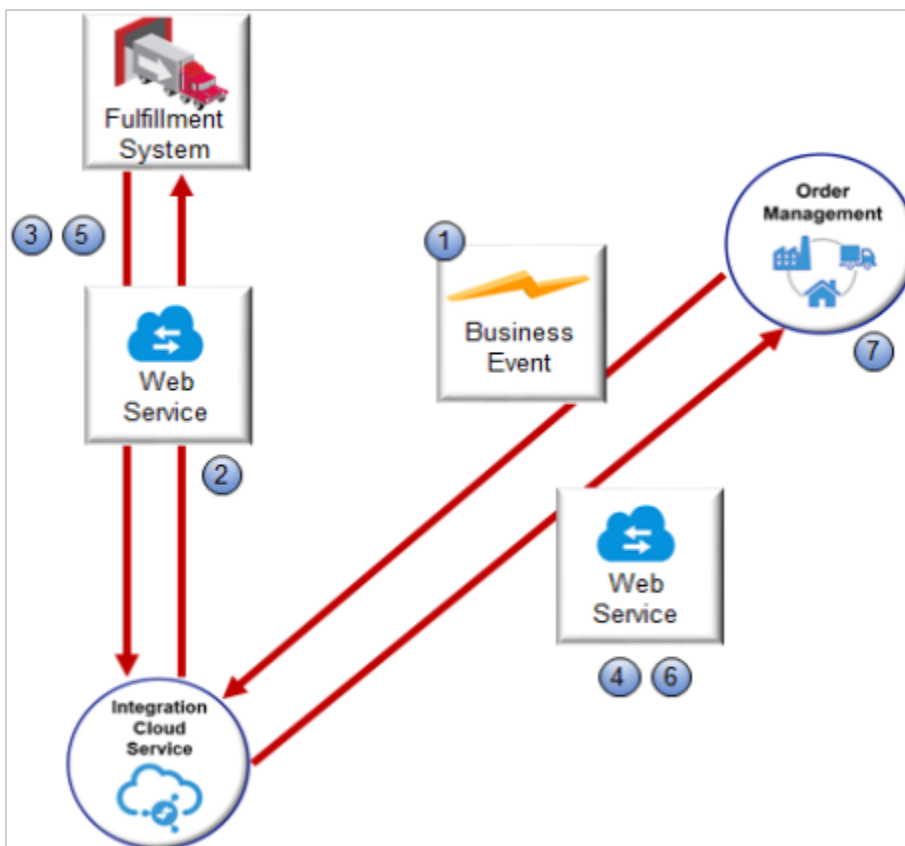 Fulfillment
System
Order
Management
3 5
1
Business
Event
7
Web
Service
2
Web
Service
4 6
Integration
Cloud
Service